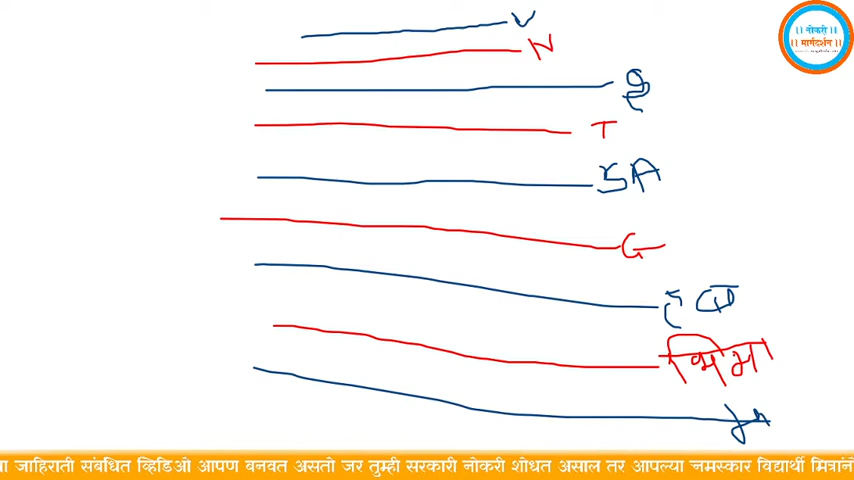 ।। नोकरी ।।
।। मार्गदर्शन ।।
V
N
T
SA
G
भिमा
जाहिराती संबंधित व्हिडिओ आपण बनवत असतो जर तुम्ही सरकारी नोकरी शोधत असाल तर आपल्या नमस्कार विद्यार्थी मित्रांनो